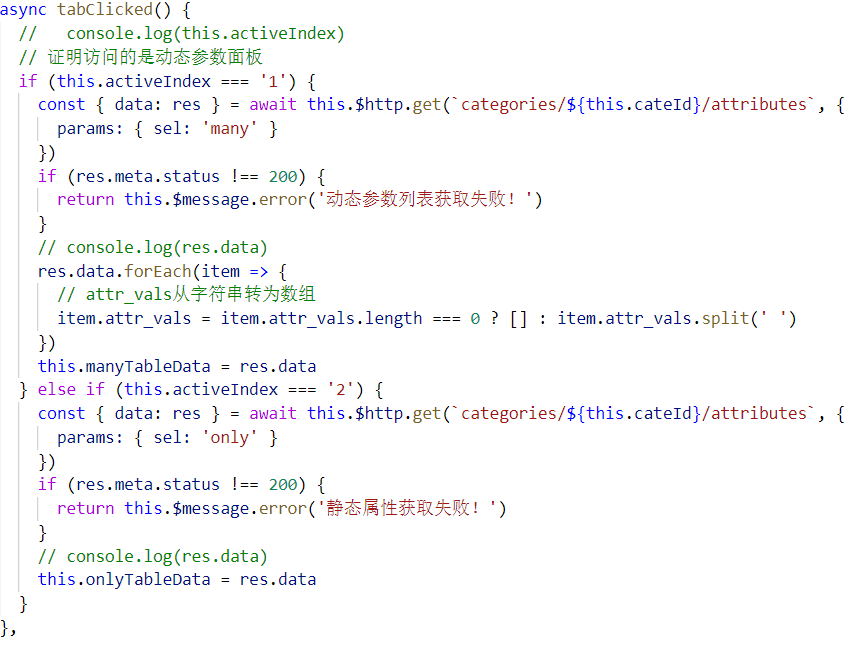 async tabClicked() {
  //   console.log(this.activeIndex)
  // 证明访问的是动态参数面板
  if (this.activeIndex === '1') {
    const { data: res } = await this.$http.get(`categories/${this.cateId}/attributes`, {
      params: { sel: 'many' }
    })
    if (res.meta.status !== 200) {
      return this.$message.error('动态参数列表获取失败！')
    }
    // console.log(res.data)
    res.data.forEach(item => {
      // attr_vals从字符串转为数组
      item.attr_vals = item.attr_vals.length === 0 ? [] : item.attr_vals.split(' ')
    })
    this.manyTableData = res.data
  } else if (this.activeIndex === '2') {
    const { data: res } = await this.$http.get(`categories/${this.cateId}/attributes`, {
      params: { sel: 'only' }
    })
    if (res.meta.status !== 200) {
      return this.$message.error('静态属性获取失败！')
    }
    // console.log(res.data)
    this.onlyTableData = res.data
  }
},